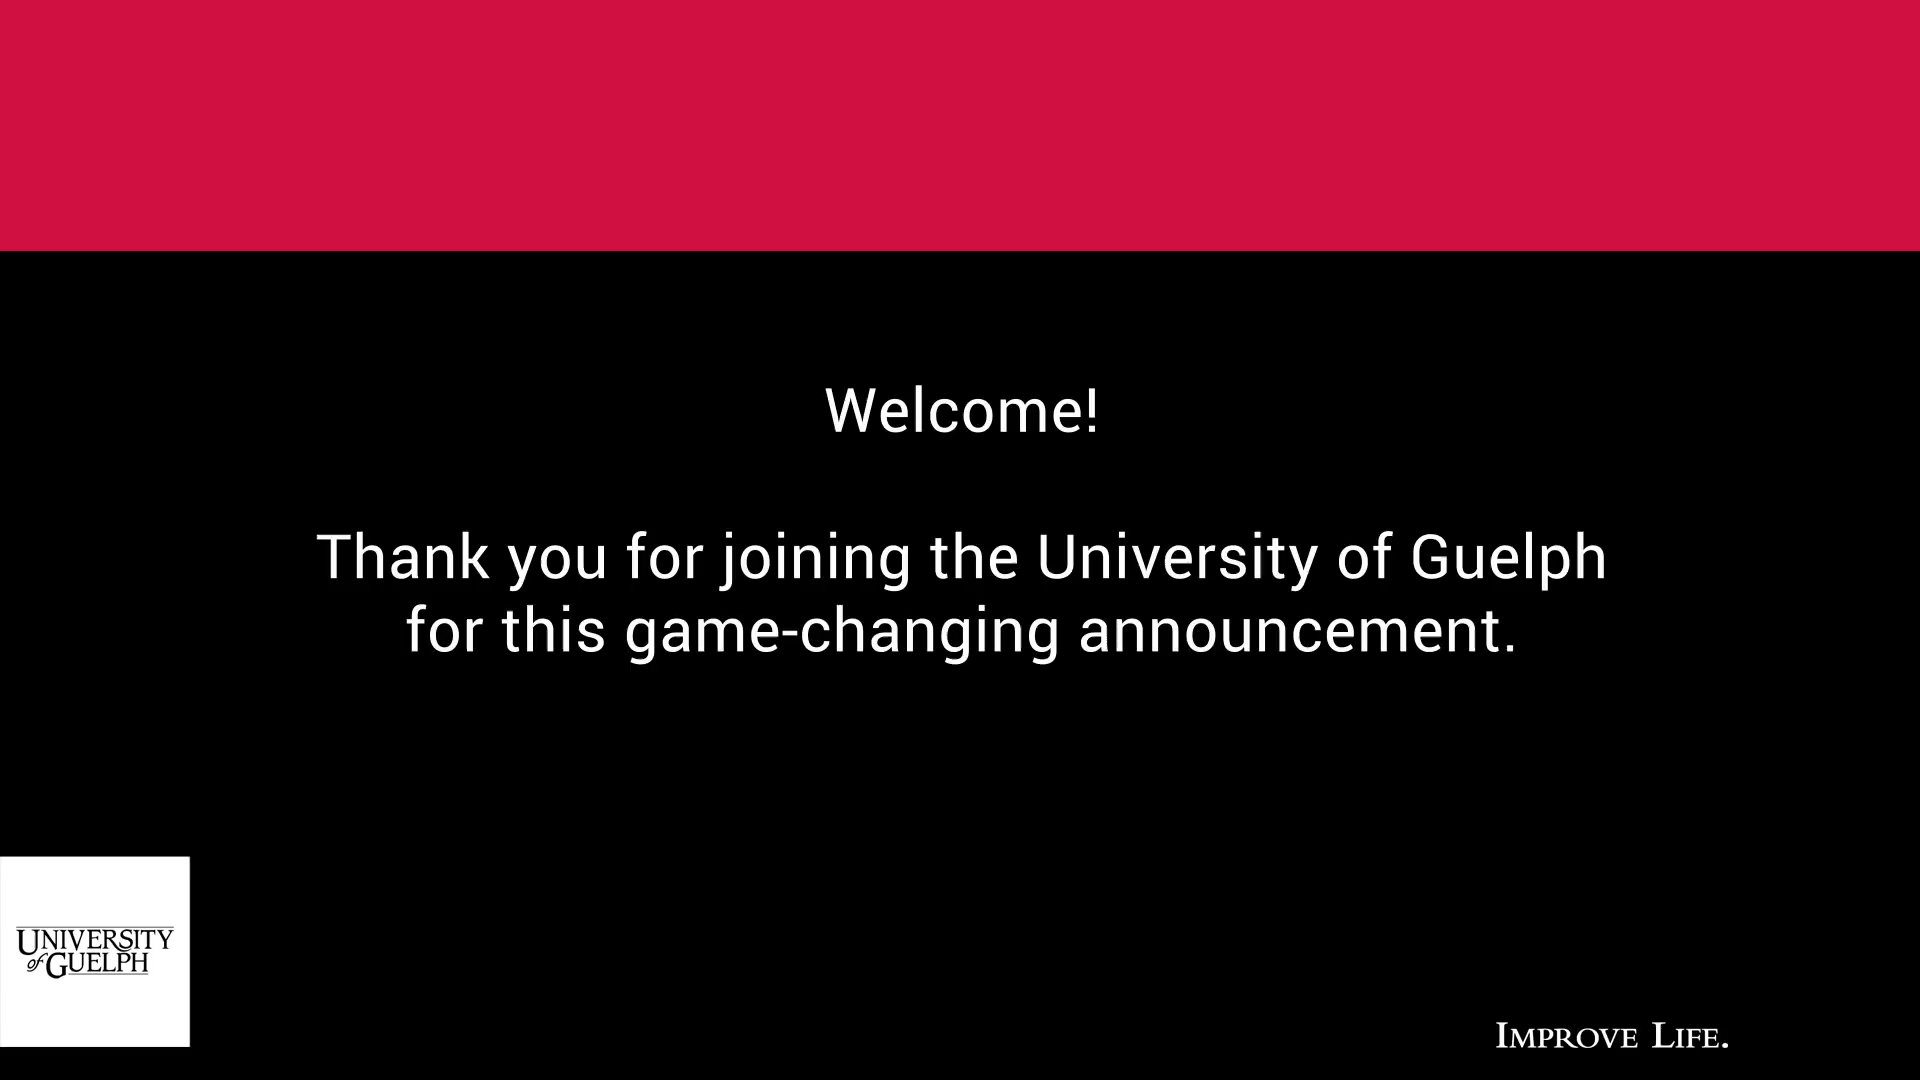 Welcome!
Thank you for joining the University of Guelph
for this game-changing announcement.
UNIVERSITY
of GUELPH
IMPROVE LIFE.